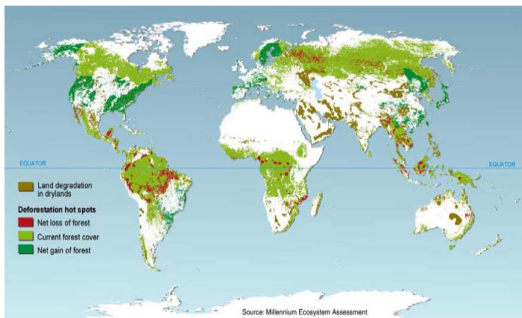 EQUATOR
EQUATOR
Land degradation
in drylands
Deforestation hot spots
Net loss of forest
Current forest cover
Net gain of forest
Source: Millennium Ecosystem Assessment